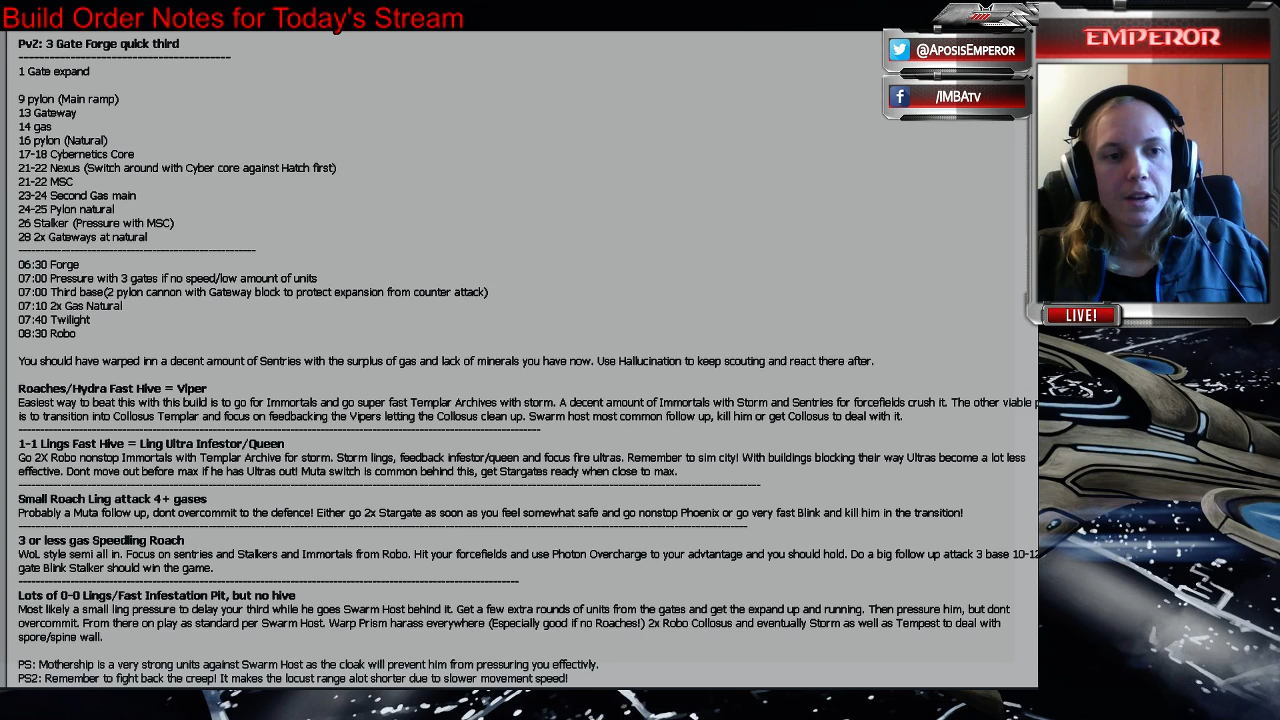 Build Order Notes for Today's Stream
PvZ: 3 Gate Forge quick third
1 Gate expand
9 pylon (Main ramp)
13 Gateway
14 gas
16 pylon (Natural)
17-18 Cybernetics Core
21-22 Nexus (Switch around with Cyber core against Hatch first)
21-22 MSC
23-24 Second Gas main
24-25 Pylon natural
26 Stalker (Pressure with MSC)
28 2x Gateways at natural
06:30 Forge
07:00 Pressure with 3 gates if no speed/low amount of units
07:00 Third base(2 pylon cannon with Gateway block to protect expansion from counter attack)
07:10 2x Gas Natural
07:40 Twilight
08:30 Robo
You should have warped inn a decent amount of Sentries with the surplus of gas and lack of minerals you have now. Use Hallucination to keep scouting and react there after.
Roaches/Hydra Fast Hive = Viper
Easiest way to beat this with this build is to go for Immortals and go super fast Templar Archives with storm. A decent amount of Immortals with Storm and Sentries for forcefields crush it. The other viable
is to transition into Collosus Templar and focus on feedbacking the Vipers letting the Collosus clean up. Swarm host most common follow up, kill him or get Collosus to deal with it.
1-1 Lings Fast Hive = Ling Ultra Infestor/Queen
Go 2X Robo nonstop Immortals with Templar Archive for storm. Storm lings, feedback infestor/queen and focus fire ultras. Remember to sim city! With buildings blocking their way Ultras become a lot less
effective. Dont move out before max if he has Ultras out! Muta switch is common behind this, get Stargates ready when close to max.
Small Roach Ling attack 4+ gases
Probably a Muta follow up, dont overcommit to the defence! Either go 2x Stargate as soon as you feel somewhat safe and go nonstop Phoenix or go very fast Blink and kill him in the transition!
3 or less gas Speedling Roach
WoL style semi all in. Focus on sentries and Stalkers and Immortals from Robo. Hit your forcefields and use Photon Overcharge to your advtantage and you should hold. Do a big follow up attack 3 base 10-12
gate Blink Stalker should win the game.
Lots of 0-0 Lings/Fast Infestation Pit, but no hive
Most likely a small ling pressure to delay your third while he goes Swarm Host behind it. Get a few extra rounds of units from the gates and get the expand up and running. Then pressure him, but dont
overcommit. From there on play as standard per Swarm Host. Warp Prism harass everywhere (Especially good if no Roaches!) 2x Robo Collosus and eventually Storm as well as Tempest to deal with
spore/spine wall.
PS: Mothership is a very strong units against Swarm Host as the cloak will prevent him from pressuring you effectivly.
PS2: Remember to fight back the creep! It makes the locust range alot shorter due to slower movement speed!
@AposisEmperor
/IMBAtv
EMPEROR
LIVE!